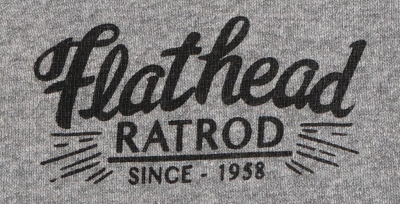 Flathead
RATROD
SINCE - 1958